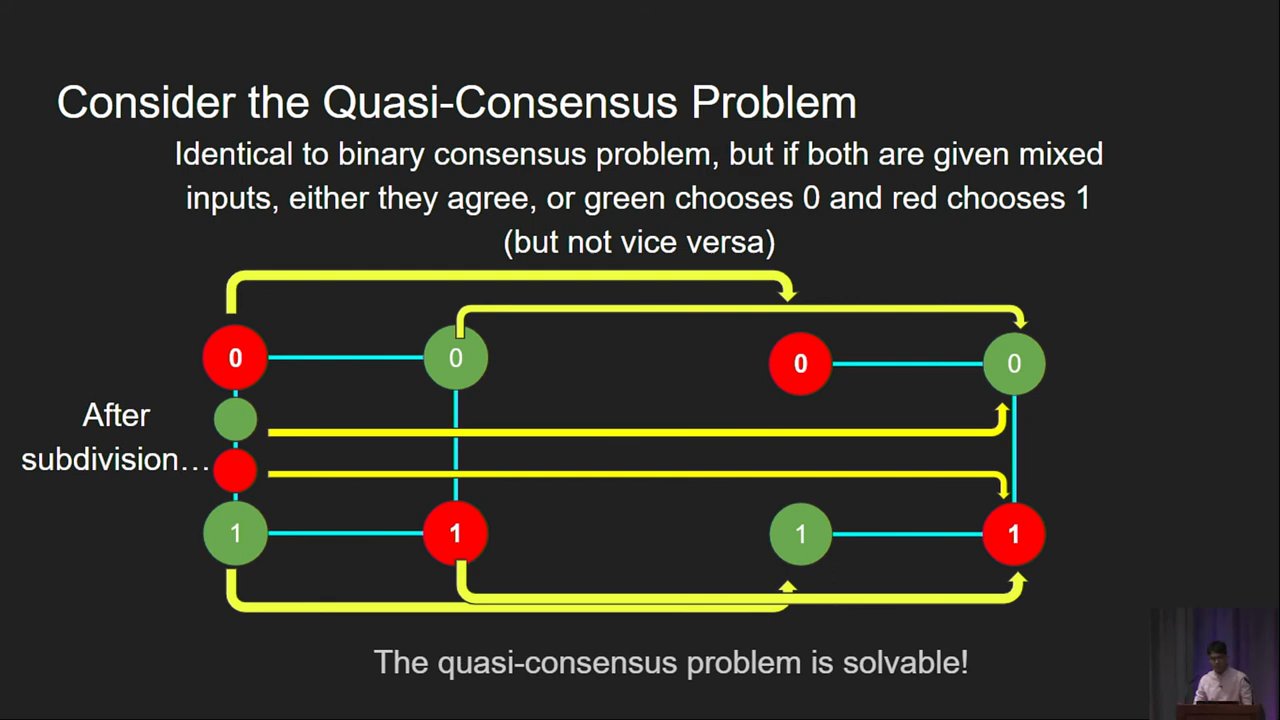 Consider the Quasi-Consensus Problem
Identical to binary consensus problem, but if both are given mixed
inputs, either they agree, or green chooses 0 and red chooses 1
(but not vice versa)
0 0 0 0
After
subdivision…
1 1 1 1
The quasi-consensus problem is solvable!